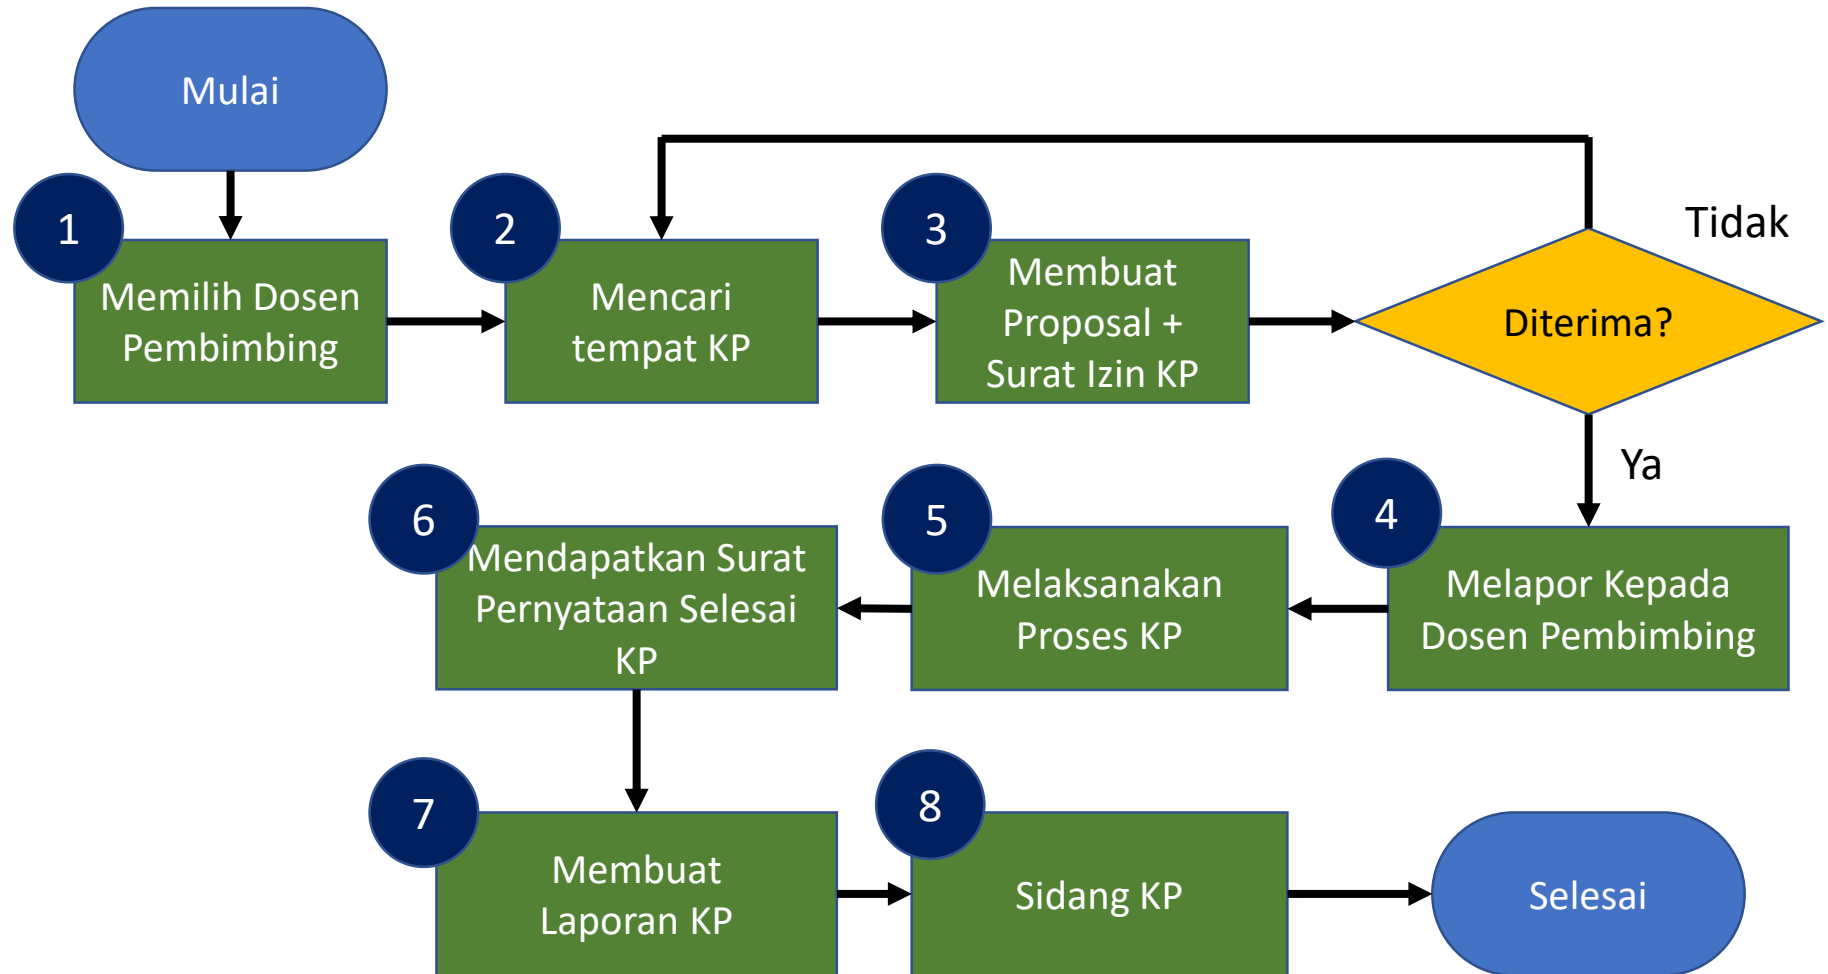 Mulai
1
Memilih Dosen
Pembimbing
2
Mencari
tempat KP
3
Membuat
Proposal +
Surat Izin KP
Diterima?
Tidak
Ya
4
Melapor Kepada
Dosen Pembimbing
5
Melaksanakan
Proses KP
6
Mendapatkan Surat
Pernyataan Selesai
KP
7
Membuat
Laporan KP
8
Sidang KP
Selesai